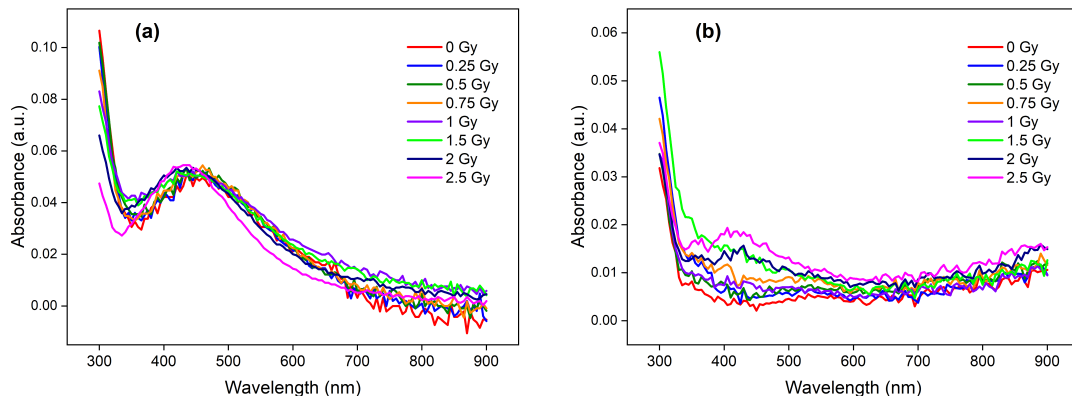 (a)
0 Gy
0.25 Gy
0.5 Gy
0.75 Gy
1 Gy
1.5 Gy
2 Gy
2.5 Gy
0.10
0.08
0.06
0.04
0.02
0.00
Absorbance (a.u.)
300 400 500 600 700 800 900
Wavelength (nm)
(b)
0 Gy
0.25 Gy
0.5 Gy
0.75 Gy
1 Gy
1.5 Gy
2 Gy
2.5 Gy
0.06
0.05
0.04
0.03
0.02
0.01
0.00
Absorbance (a.u.)
300 400 500 600 700 800 900
Wavelength (nm)